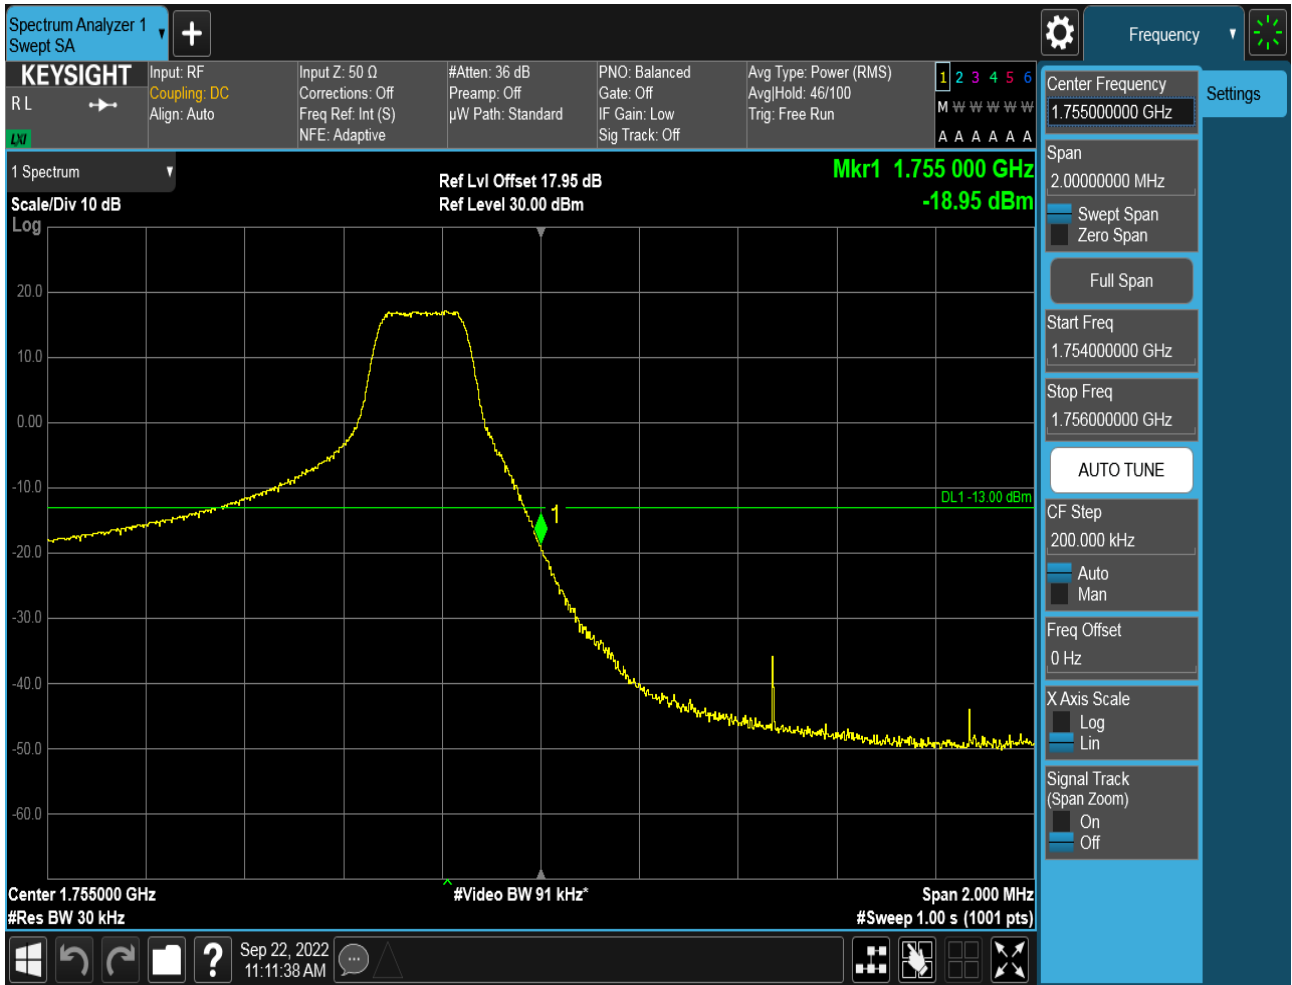 Spectrum Analyzer 1
Swept SA
Frequency
KEYSIGHT
R L
LXI
Input: RF
Coupling: DC
Align: Auto
Input Z: 50 Ω
Corrections: Off
Freq Ref: Int (S)
NFE: Adaptive
#Atten: 36 dB
Preamp: Off
µW Path: Standard
PNO: Balanced
Gate: Off
IF Gain: Low
Sig Track: Off
Avg Type: Power (RMS)
Avg|Hold: 46/100
Trig: Free Run
1 2 3 4 5 6
M W W W W W
A A A A A A
1 Spectrum
Scale/Div 10 dB
Log
Ref Lvl Offset 17.95 dB
Ref Level 30.00 dBm
Mkr1 1.755 000 GHz
-18.95 dBm
20.0
10.0
0.00
-10.0
-20.0
-30.0
-40.0
-50.0
-60.0
DL1 -13.00 dBm
1
Center 1.755000 GHz
#Res BW 30 kHz
#Video BW 91 kHz*
Span 2.000 MHz
#Sweep 1.00 s (1001 pts)
Sep 22, 2022
11:11:38 AM
?
Center Frequency
1.755000000 GHz
Settings
Span
2.00000000 MHz
Swept Span
Zero Span
Full Span
Start Freq
1.754000000 GHz
Stop Freq
1.756000000 GHz
AUTO TUNE
CF Step
200.000 kHz
Auto
Man
Freq Offset
0 Hz
X Axis Scale
Log
Lin
Signal Track
(Span Zoom)
On
Off